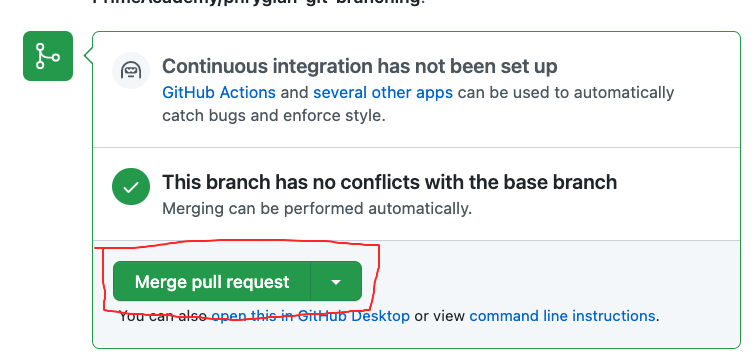 PrimeAcademy/phrygian-git-branching.
Continuous integration has not been set up
GitHub Actions and several other apps can be used to automatically
catch bugs and enforce style.
This branch has no conflicts with the base branch
Merging can be performed automatically.
Merge pull request
You can also open this in GitHub Desktop or view command line instructions.